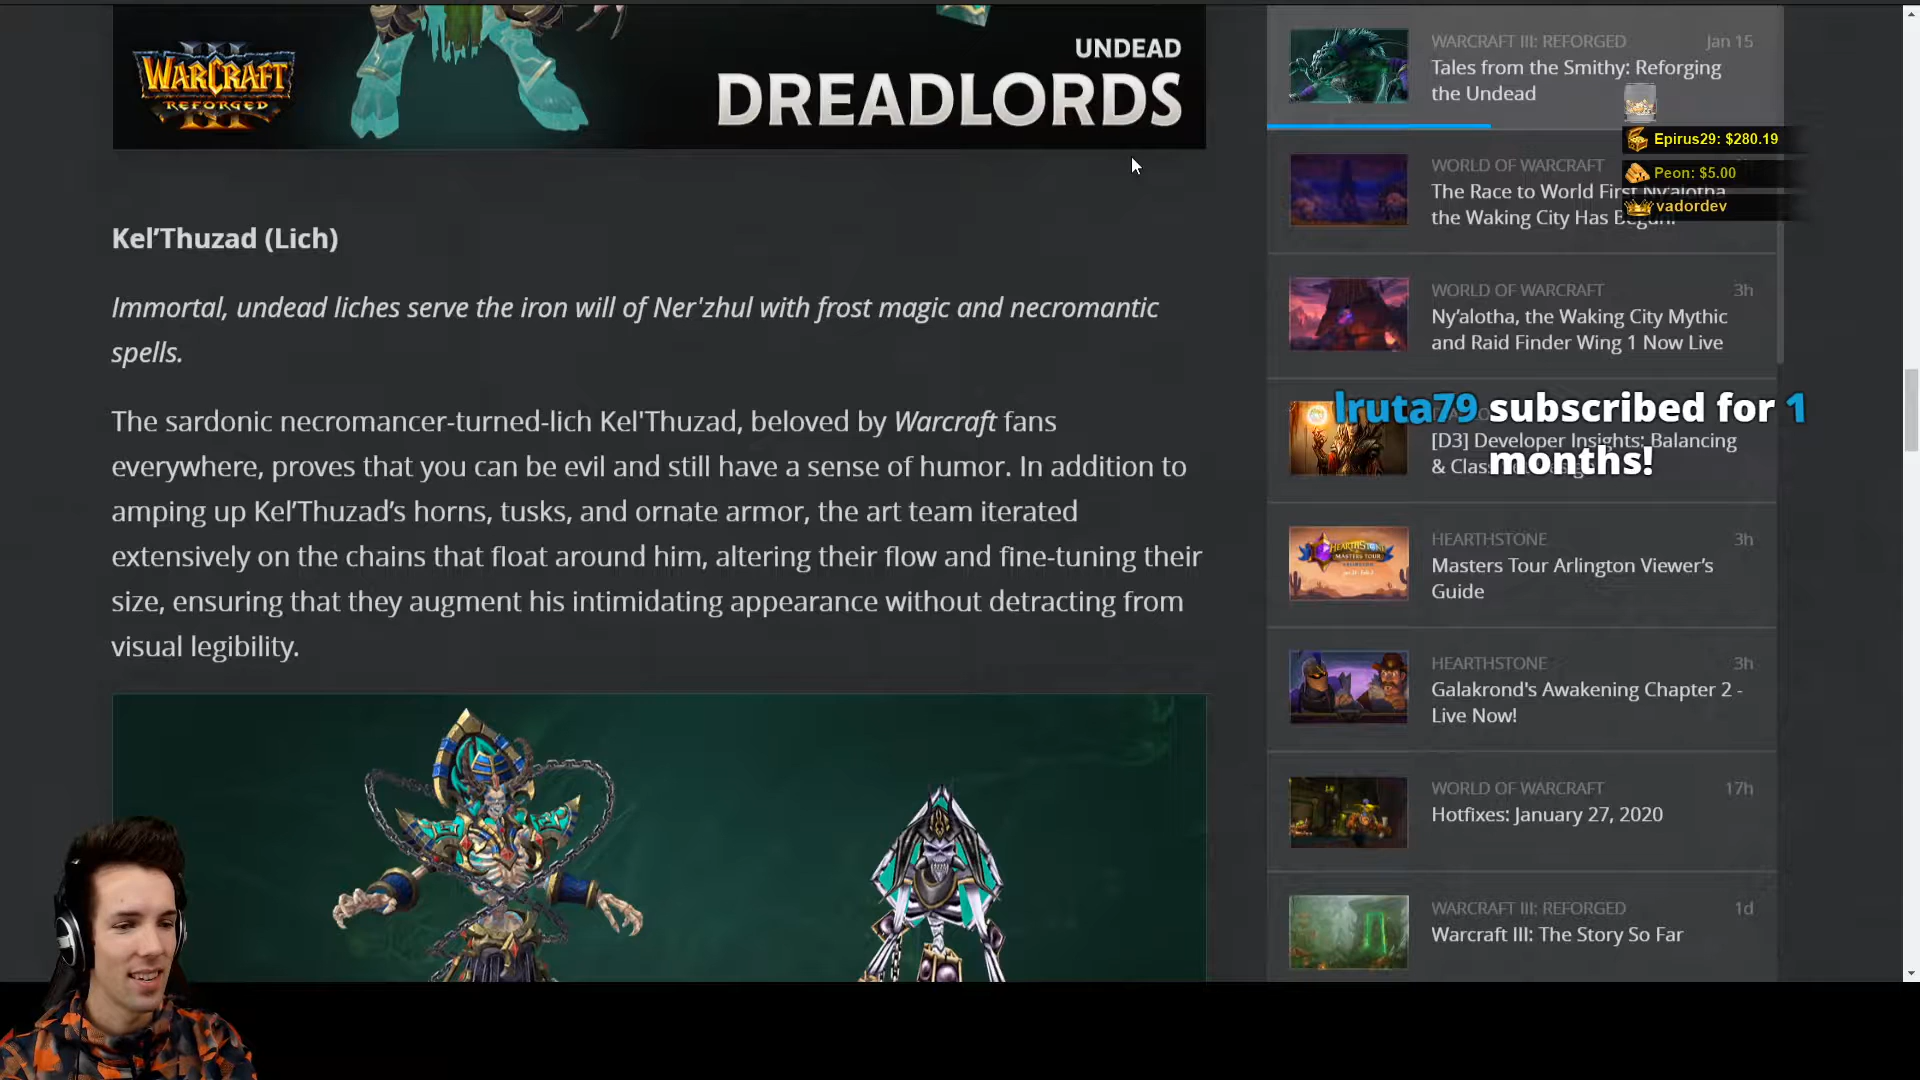 WARCRAFT
III
REFORGED
UNDEAD
DREADLORDS
Kel’Thuzad (Lich)
Immortal, undead liches serve the iron will of Ner'zhul with frost magic and necromantic
spells.
The sardonic necromancer-turned-lich Kel'Thuzad, beloved by Warcraft fans
everywhere, proves that you can be evil and still have a sense of humor. In addition to
amping up Kel’Thuzad’s horns, tusks, and ornate armor, the art team iterated
extensively on the chains that float around him, altering their flow and fine-tuning their
size, ensuring that they augment his intimidating appearance without detracting from
visual legibility.
WARCRAFT III: REFORGED Jan 15
Tales from the Smithy: Reforging
the Undead
Epirus29: $280.19
Peon: $5.00
vadordev
WORLD OF WARCRAFT
The Race to World First Ny’alotha
the Waking City Has Begun!
WORLD OF WARCRAFT 3h
Ny’alotha, the Waking City Mythic
and Raid Finder Wing 1 Now Live
lruta79 subscribed for 1
months!
[D3] Developer Insights: Balancing
&
HEARTHSTONE 3h
Masters Tour Arlington Viewer’s
Guide
HEARTHSTONE
MASTERS TOUR
HEARTHSTONE 3h
Galakrond's Awakening Chapter 2 -
Live Now!
WORLD OF WARCRAFT 17h
Hotfixes: January 27, 2020
WARCRAFT III: REFORGED 1d
Warcraft III: The Story So Far